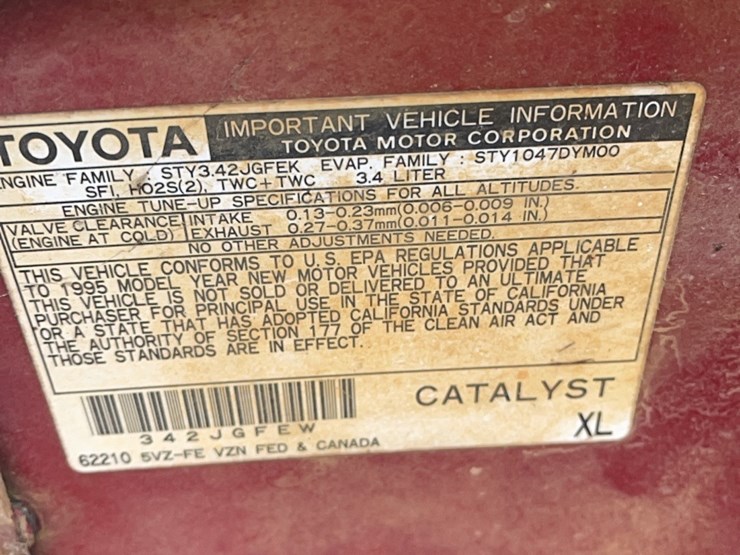 TOYOTA
IMPORTANT VEHICLE INFORMATION
TOYOTA MOTOR CORPORATION
ENGINE FAMILY : STY3.42JGFEK EVAP. FAMILY : STY1047DYM00
SFI, HO2S(2), TWC+TWC 3.4 LITER
ENGINE TUNE-UP SPECIFICATIONS FOR ALL ALTITUDES.
VALVE CLEARANCE INTAKE 0.13-0.23mm(0.006-0.009 IN.)
(ENGINE AT COLD) EXHAUST 0.27-0.37mm(0.011-0.014 IN.)
NO OTHER ADJUSTMENTS NEEDED.
THIS VEHICLE CONFORMS TO U.S. EPA REGULATIONS APPLICABLE
TO 1995 MODEL YEAR NEW MOTOR VEHICLES PROVIDED THAT
THIS VEHICLE IS NOT SOLD OR DELIVERED TO AN ULTIMATE
PURCHASER FOR PRINCIPAL USE IN THE STATE OF CALIFORNIA
OR A STATE THAT HAS ADOPTED CALIFORNIA STANDARDS UNDER
THE AUTHORITY OF SECTION 177 OF THE CLEAN AIR ACT AND
THOSE STANDARDS ARE IN EFFECT.
CATALYST
342JGFEW
XL
62210 5VZ-FE VZN FED & CANADA